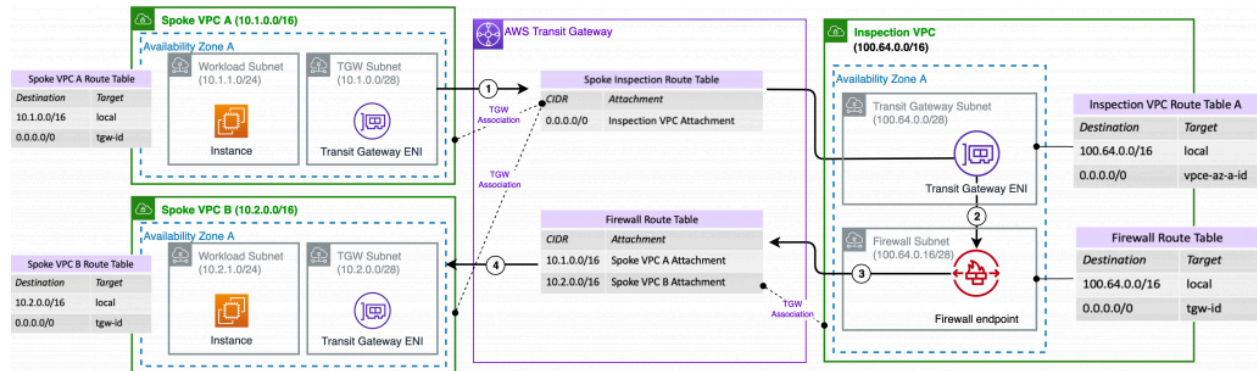 Spoke VPC A (10.1.0.0/16)
Availability Zone A
Workload Subnet
(10.1.1.0/24)
Instance
TGW Subnet
(10.1.0.0/28)
Transit Gateway ENI
Spoke VPC A Route Table
Destination Target
10.1.0.0/16 local
0.0.0.0/0 tgw-id
1
TGW
Association
AWS Transit Gateway
Spoke Inspection Route Table
CIDR Attachment
0.0.0.0/0 Inspection VPC Attachment
TGW
Association
Inspection VPC
(100.64.0.0/16)
Availability Zone A
Transit Gateway Subnet
(100.64.0.0/28)
Transit Gateway ENI
2
Inspection VPC Route Table A
Destination Target
100.64.0.0/16 local
0.0.0.0/0 vpce-az-a-id
Spoke VPC B (10.2.0.0/16)
Availability Zone A
Workload Subnet
(10.2.1.0/24)
Instance
TGW Subnet
(10.2.0.0/28)
Transit Gateway ENI
Spoke VPC B Route Table
Destination Target
10.2.0.0/16 local
0.0.0.0/0 tgw-id
4
Firewall Route Table
CIDR Attachment
10.1.0.0/16 Spoke VPC A Attachment
10.2.0.0/16 Spoke VPC B Attachment
TGW
Association
3
Firewall Subnet
(100.64.0.16/28)
Firewall endpoint
Firewall Route Table
Destination Target
100.64.0.0/16 local
0.0.0.0/0 tgw-id